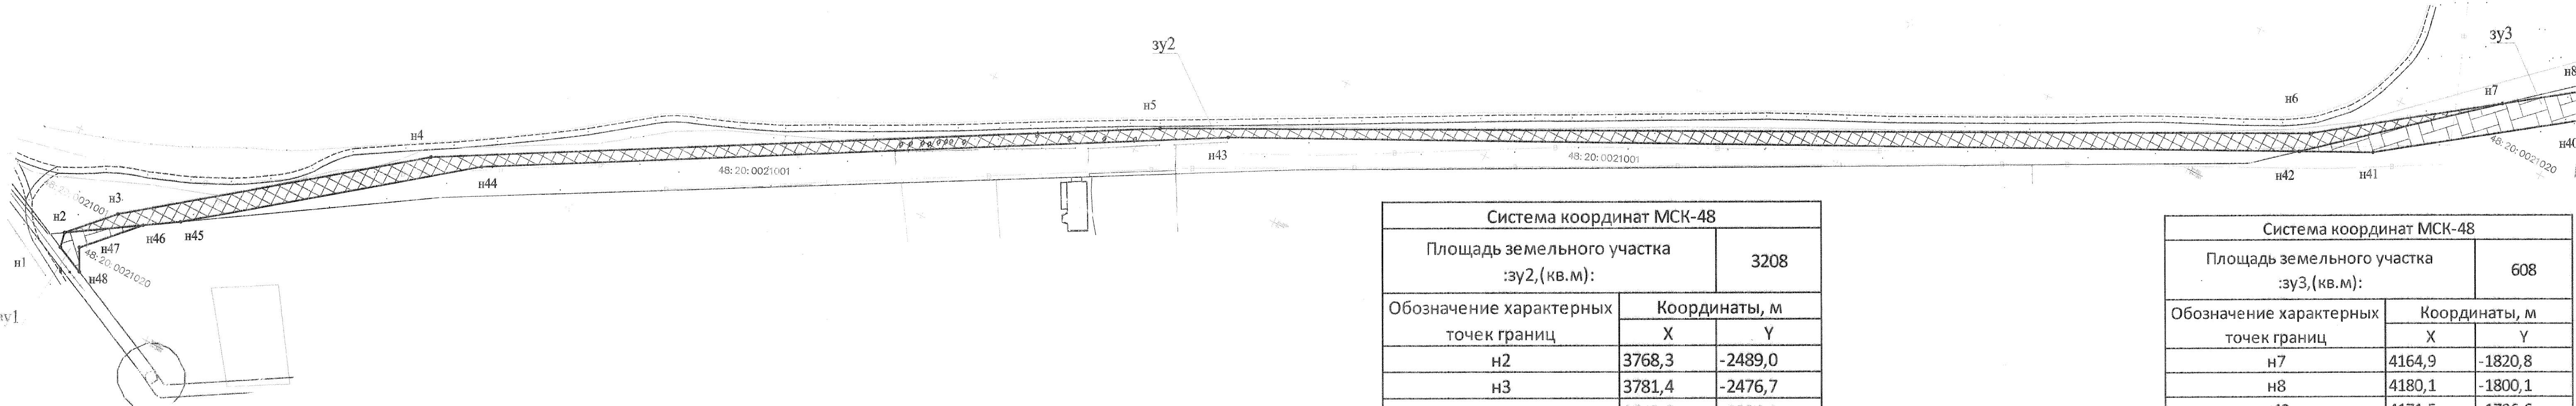 зу2
зу3
н8
н7
н6
н5
н4
н43
н44
48: 20: 0021001
48: 20: 0021001
н42
н41
н40
48: 20: 0021020
48: 20: 0021001
н3
н2
н46
н45
н47
н1
н48
48: 20: 0021020
зу1
Система координат МСК-48
Площадь земельного участка
:зу2,(кв.м):
3208
Обозначение характерных
точек границ
Координаты, м
X Y
н2 3768,3 -2489,0
н3 3781,4 -2476,7
Система координат МСК-48
Площадь земельного участка
:зу3,(кв.м):
608
Обозначение характерных
точек границ
Координаты, м
X Y
н7 4164,9 -1820,8
н8 4180,1 -1800,1